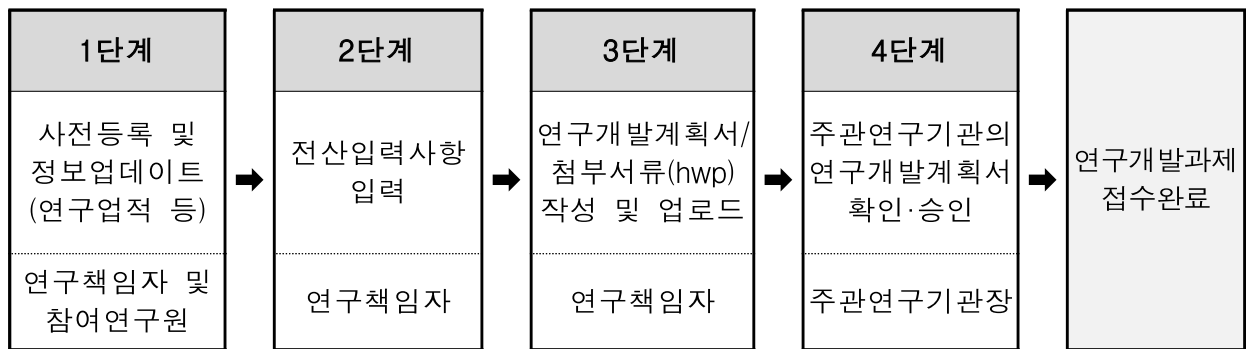 1단계
사전등록 및
정보업데이트
(연구업적 등)
연구책임자 및
참여연구원
2단계
전산입력사항
입력
연구책임자
3단계
연구개발계획서/
첨부서류(hwp)
작성 및 업로드
연구책임자
4단계
주관연구기관의
연구개발계획서
확인·승인
주관연구기관장
연구개발과제
접수완료